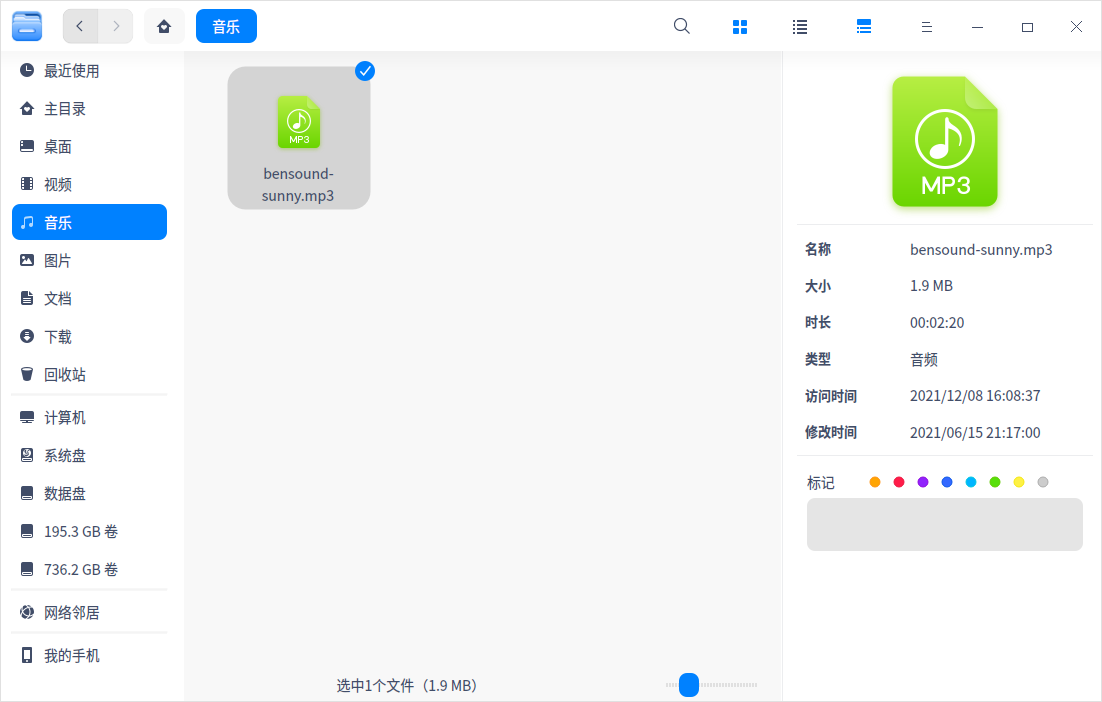 音乐
最近使用
主目录
桌面
视频
音乐
图片
文档
下载
回收站
计算机
系统盘
数据盘
195.3 GB 卷
736.2 GB 卷
网络邻居
我的手机
MP3
bensound-
sunny.mp3
选中1个文件（1.9 MB）
MP3
名称 bensound-sunny.mp3
大小 1.9 MB
时长 00:02:20
类型 音频
访问时间 2021/12/08 16:08:37
修改时间 2021/06/15 21:17:00
标记